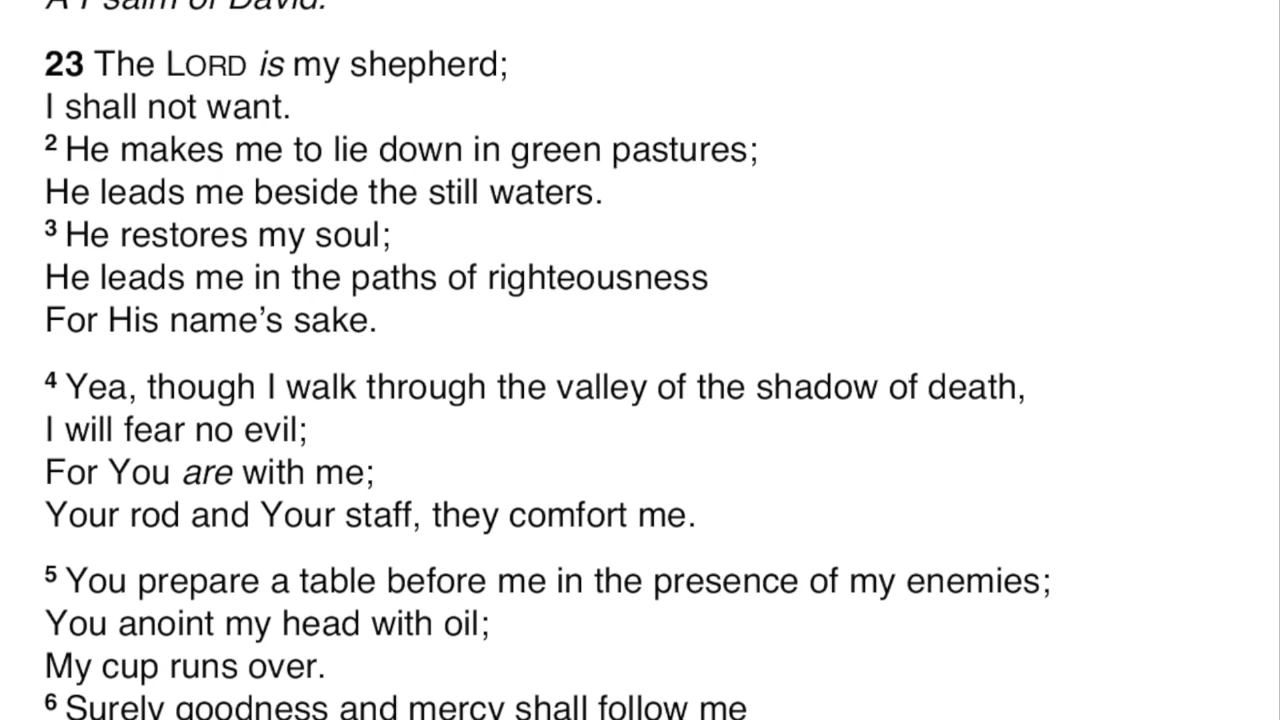 A Psalm of David.
23 The LORD is my shepherd;
I shall not want.
2 He makes me to lie down in green pastures;
He leads me beside the still waters.
3 He restores my soul;
He leads me in the paths of righteousness
For His name’s sake.
4 Yea, though I walk through the valley of the shadow of death,
I will fear no evil;
For You are with me;
Your rod and Your staff, they comfort me.
5 You prepare a table before me in the presence of my enemies;
You anoint my head with oil;
My cup runs over.
6 Surely goodness and mercy shall follow me